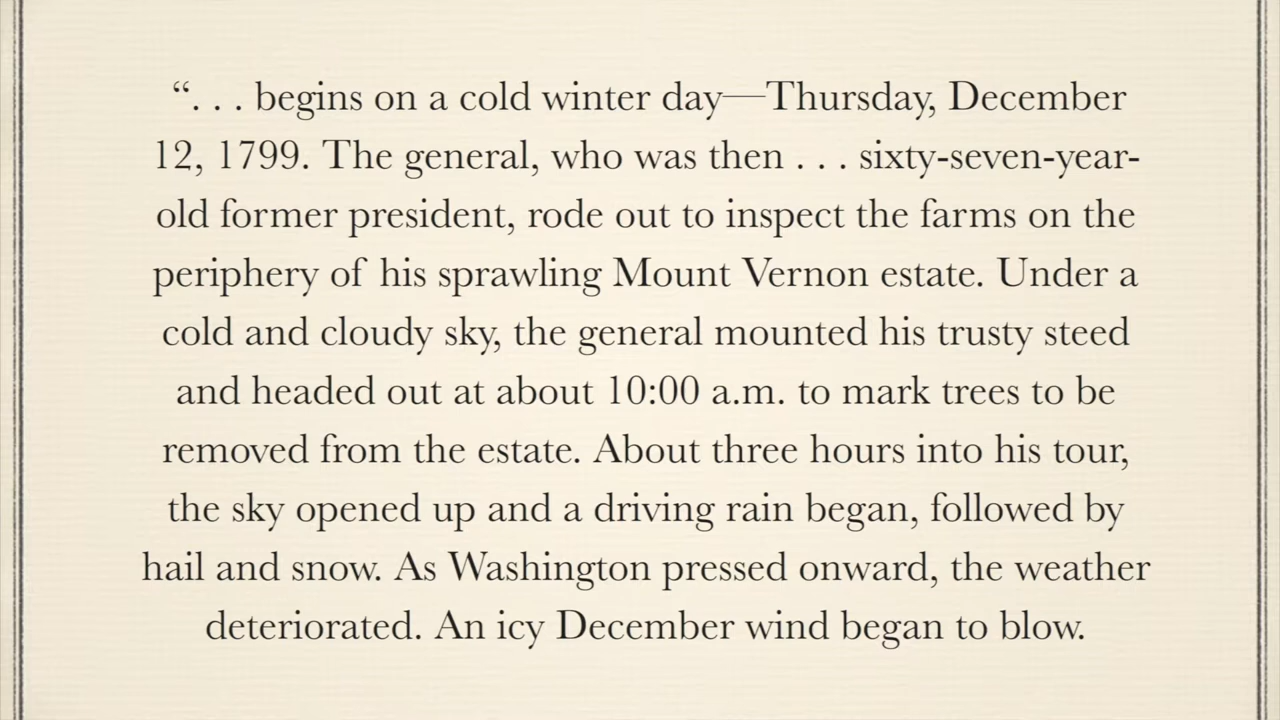 “. . . begins on a cold winter day—Thursday, December
12, 1799. The general, who was then . . . sixty-seven-year-
old former president, rode out to inspect the farms on the
periphery of his sprawling Mount Vernon estate. Under a
cold and cloudy sky, the general mounted his trusty steed
and headed out at about 10:00 a.m. to mark trees to be
removed from the estate. About three hours into his tour,
the sky opened up and a driving rain began, followed by
hail and snow. As Washington pressed onward, the weather
deteriorated. An icy December wind began to blow.